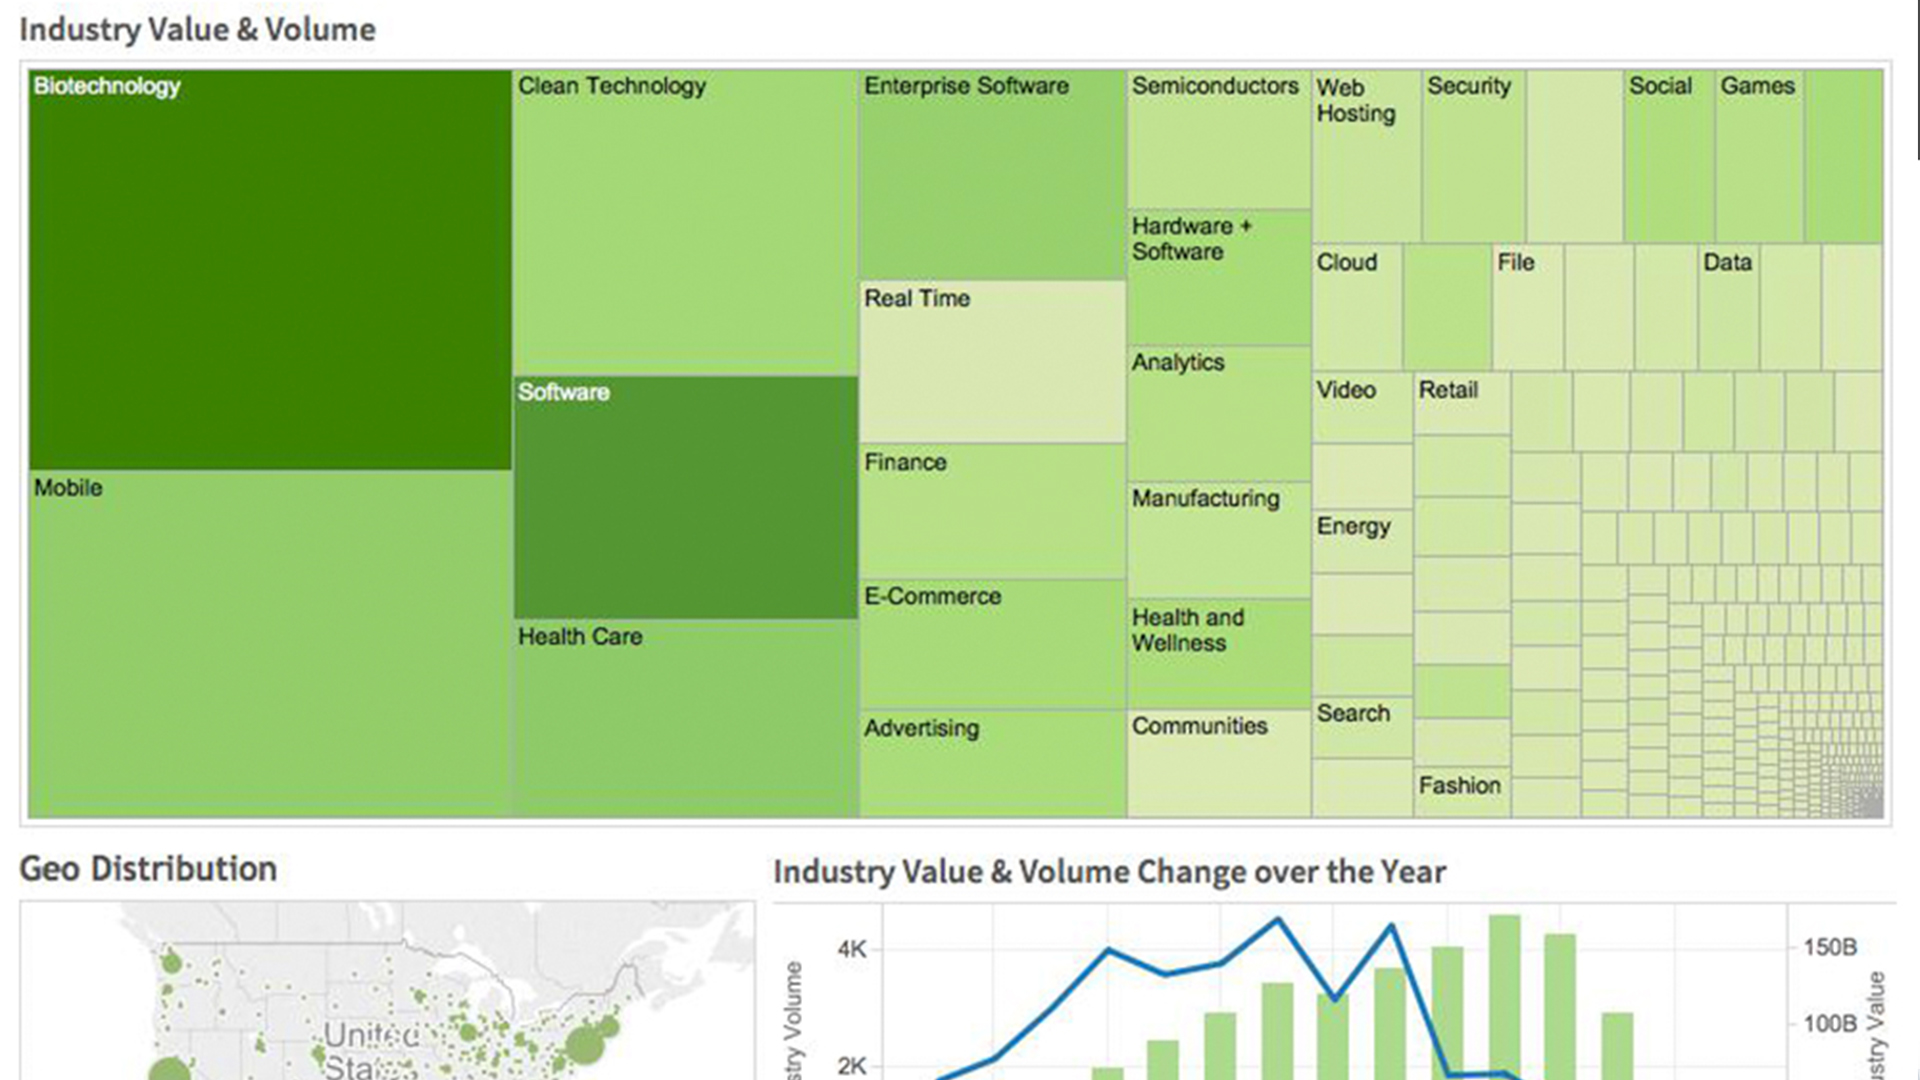 Industry Value & Volume
Biotechnology
Clean Technology
Enterprise Software
Semiconductors
Web
Hosting
Security
Social
Games
Hardware +
Software
Cloud
File
Data
Real Time
Analytics
Video
Retail
Software
Finance
Mobile
Manufacturing
Energy
E-Commerce
Health and
Wellness
Health Care
Search
Advertising
Communities
Fashion
Geo Distribution
Industry Value & Volume Change over the Year
United
Sta
4K
2K
stry Volume
150B
100B
stry Value